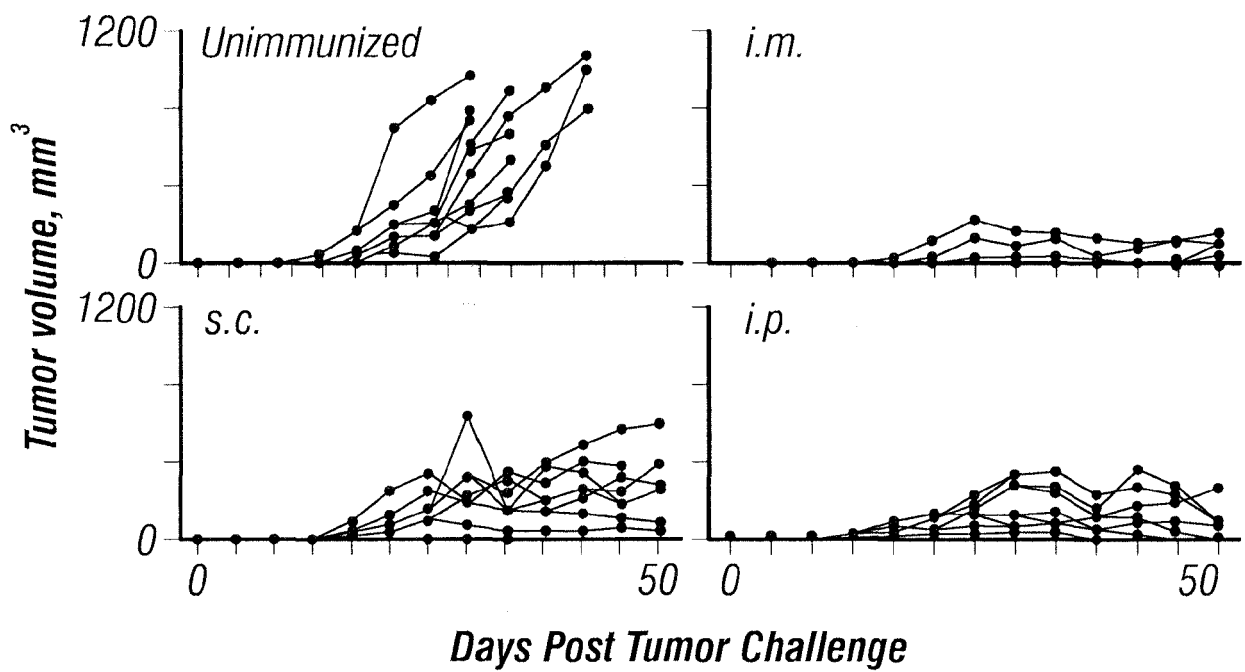 1200
Unimmunized
i.m.
0
Tumor volume, mm³
1200
s.c.
i.p.
0
0
50
0
50
Days Post Tumor Challenge